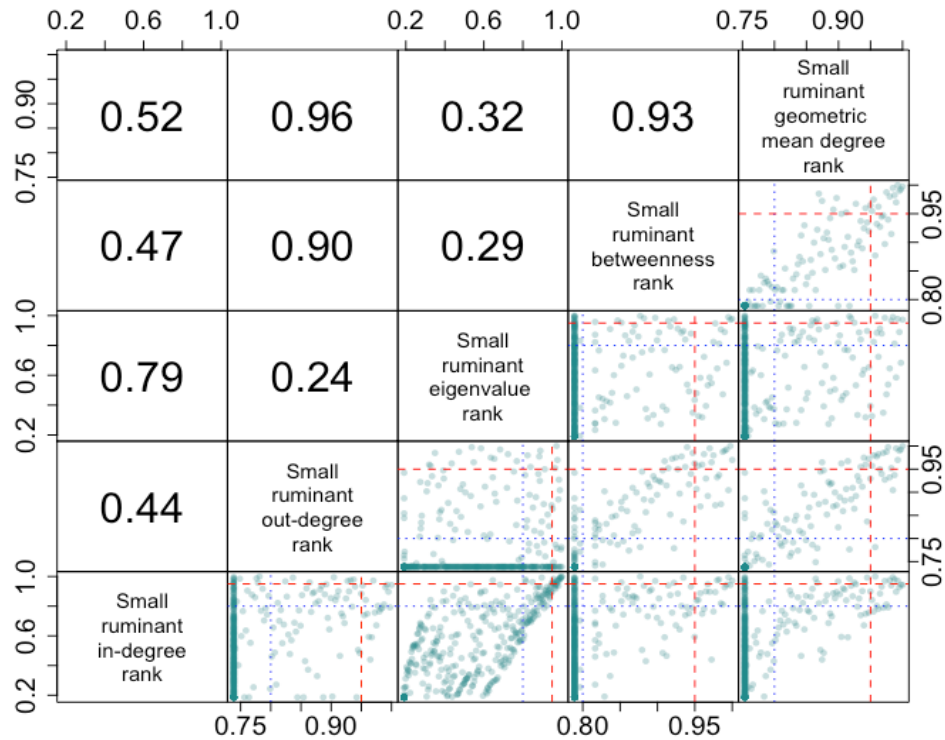 0.2 0.6 1.0 0.2 0.6 1.0 0.75 0.90
0.75 0.90
0.52 0.96 0.32 0.93
Small
ruminant
geometric
mean degree
rank
0.47 0.90 0.29
Small
ruminant
betweenness
rank
0.80 0.95
0.2 0.6 1.0
0.79 0.24
Small
ruminant
eigenvalue
rank
0.44
Small
ruminant
out-degree
rank
0.75 0.95
0.2 0.6 1.0
Small
ruminant
in-degree
rank
0.75 0.90 0.80 0.95